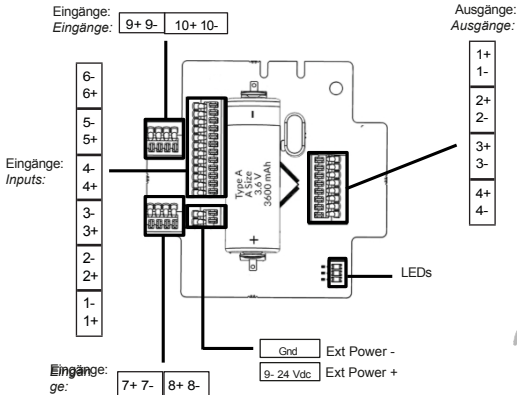 Eingänge:
Eingänge:
9+ 9-
10+ 10-
Ausgänge:
Ausgänge:
1+
1-
2+
2-
3+
3-
4+
4-
6-
6+
5-
5+
4-
4+
3-
3+
2-
2+
1-
1+
Eingänge:
Inputs:
Type A
A Size
3.6 V
3600 mAh
LEDs
Gnd
Ext Power -
9- 24 Vdc
Ext Power +
Eingänge:
ge:
7+ 7-
8+ 8-